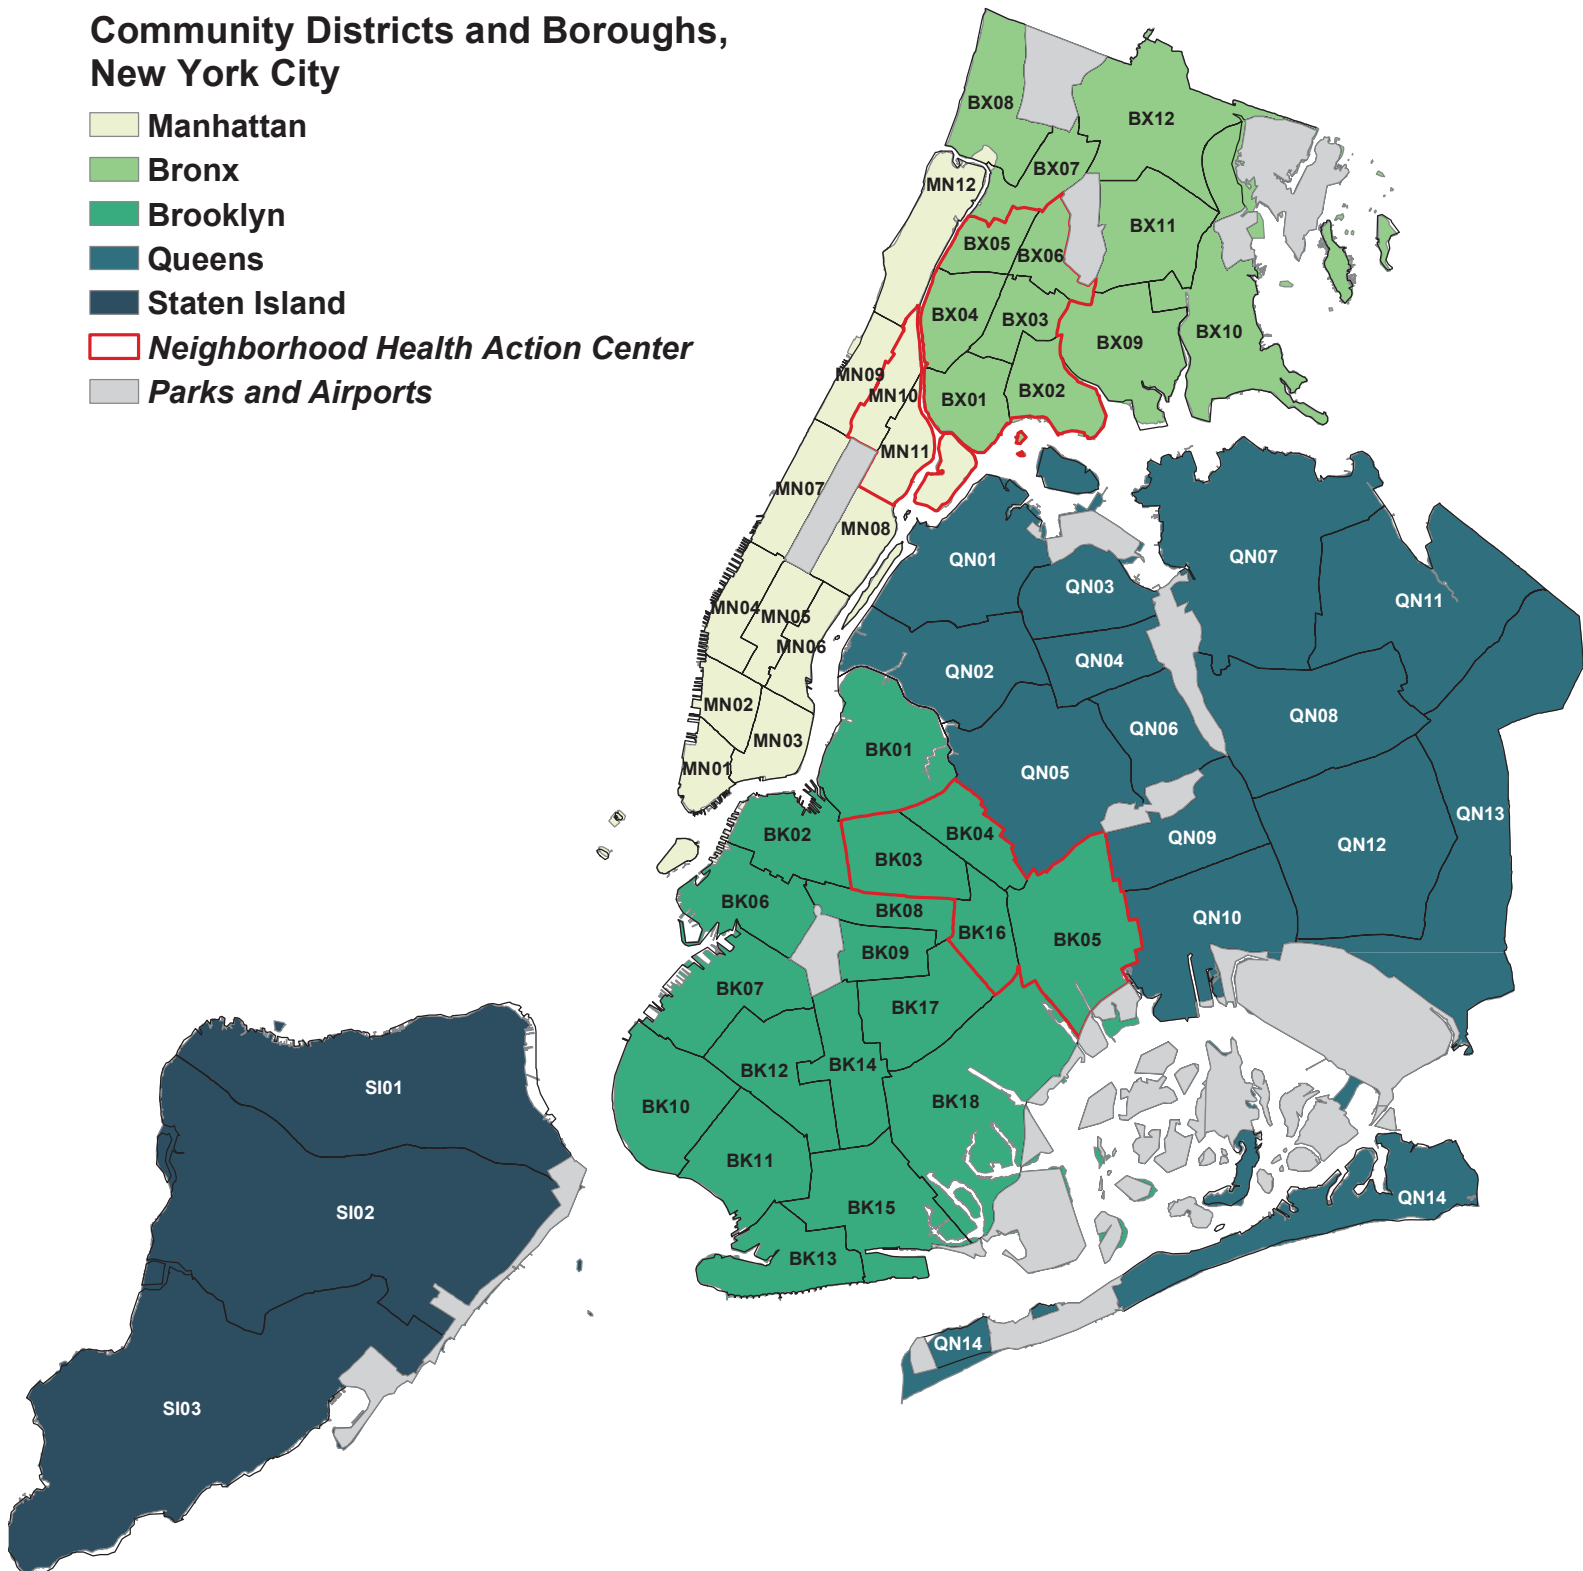 Community Districts and Boroughs,
New York City
Manhattan
Bronx
Brooklyn
Queens
Staten Island
Neighborhood Health Action Center
Parks and Airports
BX08
BX12
BX07
MN12
BX11
BX05
BX06
BX04
BX03
BX10
BX09
MN09
MN10
BX02
BX01
MN11
MN07
MN08
QN07
QN01
QN03
QN11
MN04
MN05
MN06
QN04
QN02
MN02
QN08
QN06
MN03
BK01
MN01
QN05
QN13
BK02
BK04
QN09
QN12
BK03
BK06
BK08
QN10
BK16
BK05
BK09
BK07
BK17
BK14
BK12
SI01
BK18
BK10
BK11
QN14
BK15
SI02
BK13
QN14
SI03